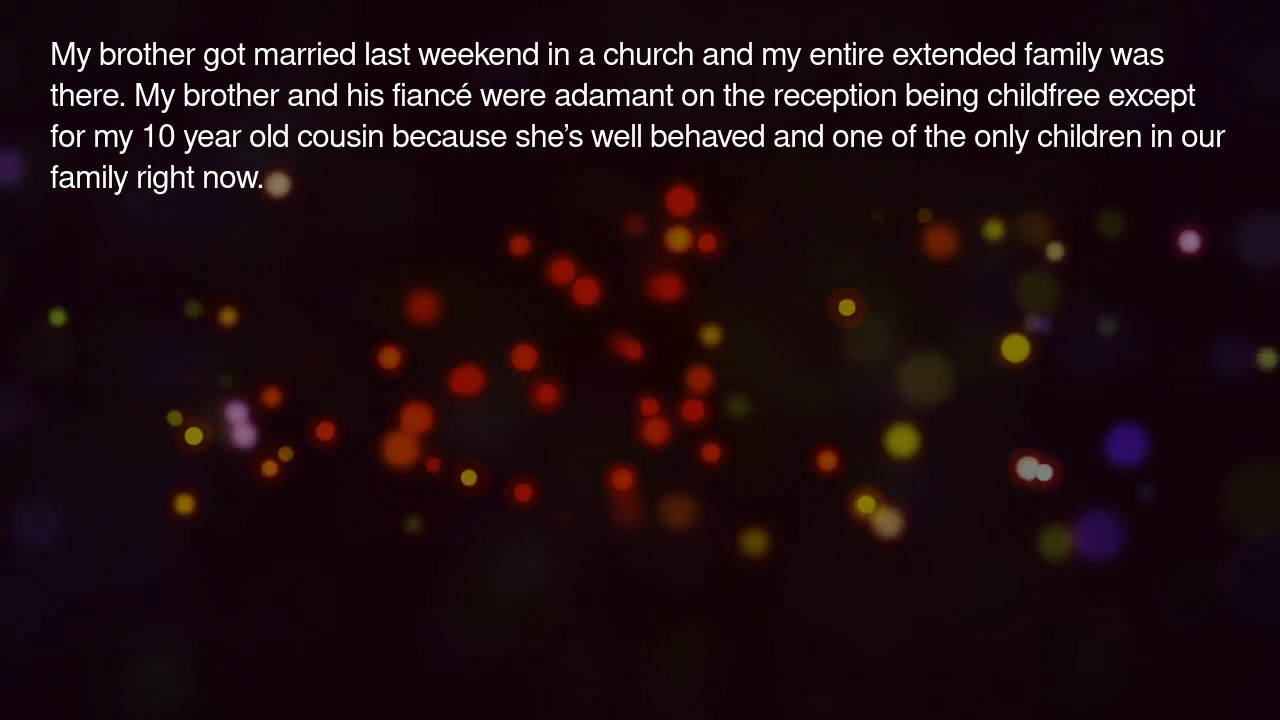 My brother got married last weekend in a church and my entire extended family was
there. My brother and his fiancé were adamant on the reception being childfree except
for my 10 year old cousin because she’s well behaved and one of the only children in our
family right now.